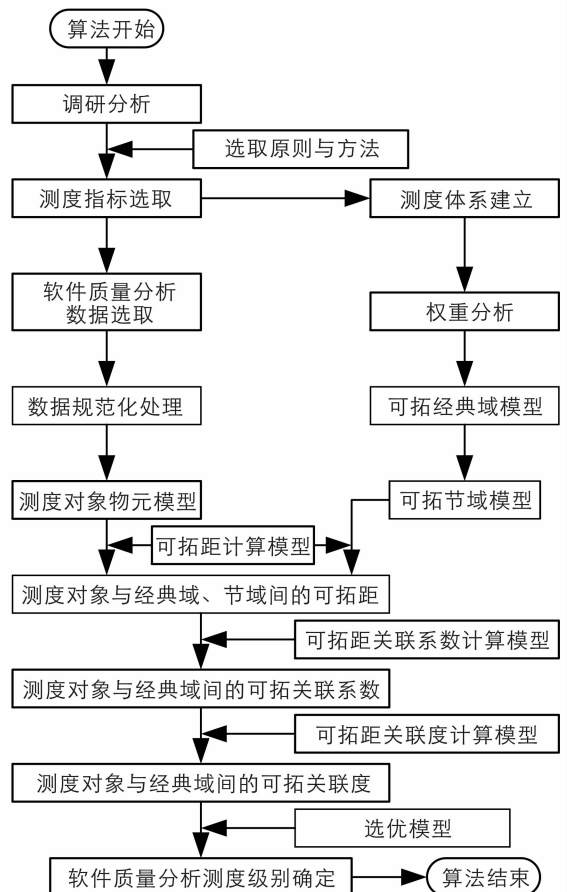 算法开始
调研分析
选取原则与方法
测度指标选取
测度体系建立
软件质量分析
数据选取
权重分析
数据规范化处理
可拓经典域模型
测度对象物元模型
可拓节域模型
可拓距计算模型
测度对象与经典域、节域间的可拓距
可拓距关联系数计算模型
测度对象与经典域间的可拓关联系数
可拓距关联度计算模型
测度对象与经典域间的可拓关联度
选优模型
软件质量分析测度级别确定
算法结束